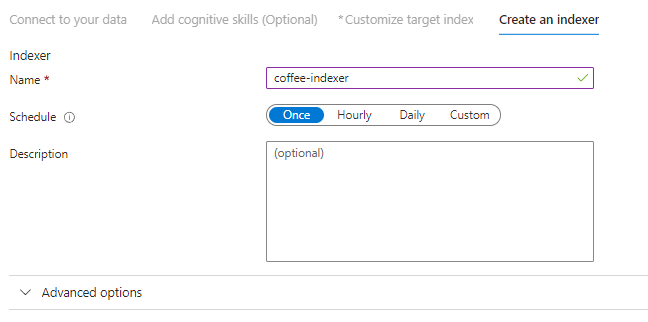 Connect to your data Add cognitive skills (Optional) *Customize target index Create an indexer
Indexer
Name * coffee-indexer
Schedule Once Hourly Daily Custom
Description (optional)
Advanced options